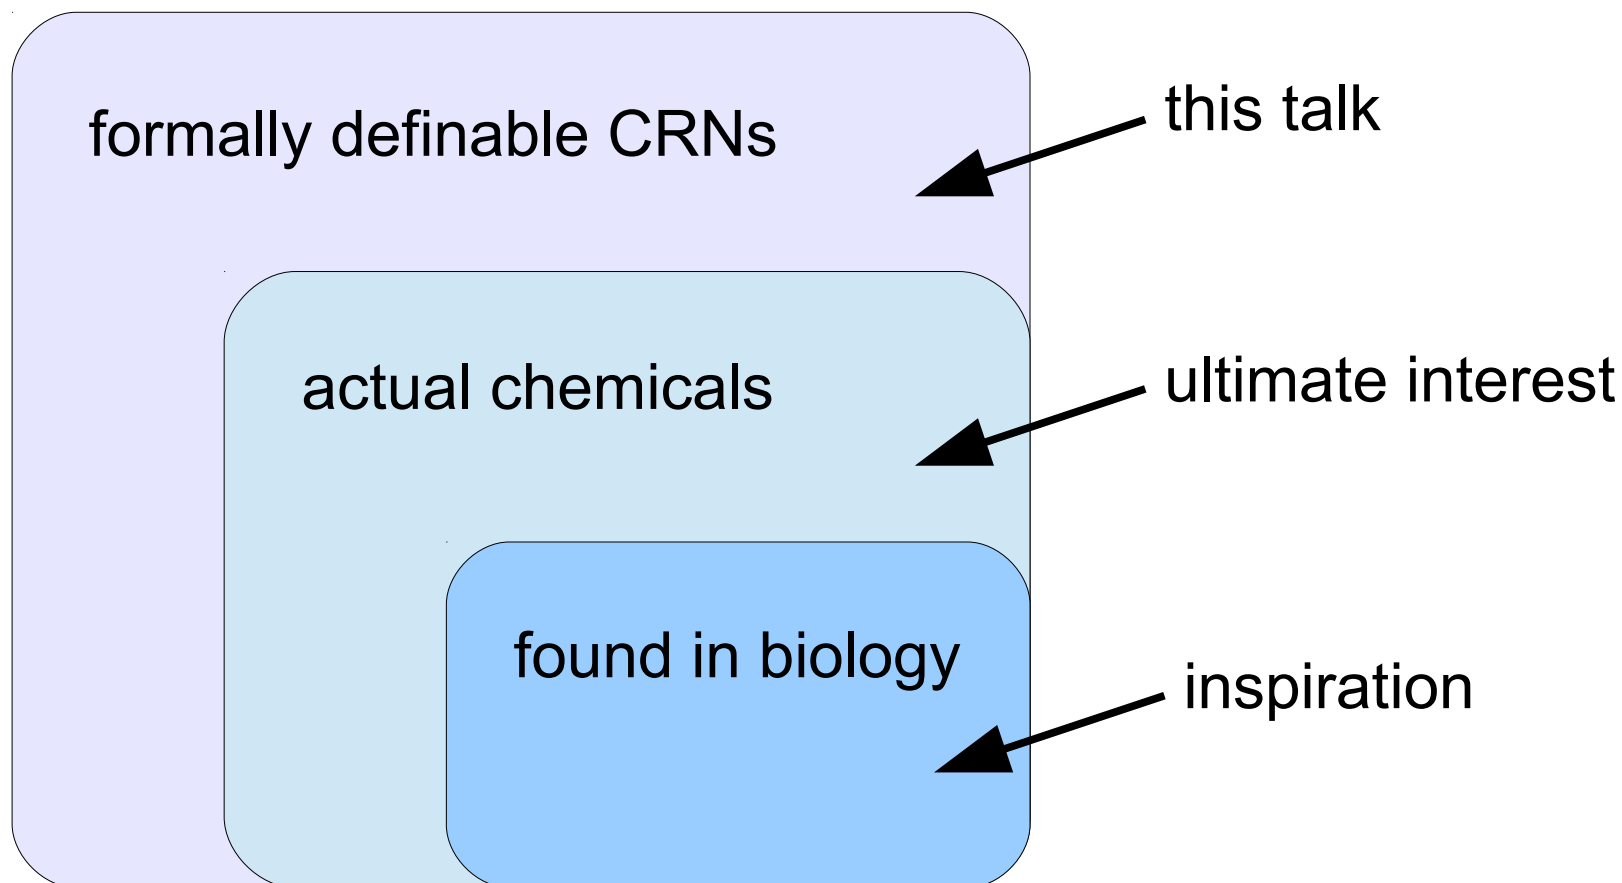 formally definable CRNs
this talk
actual chemicals
ultimate interest
found in biology
inspiration